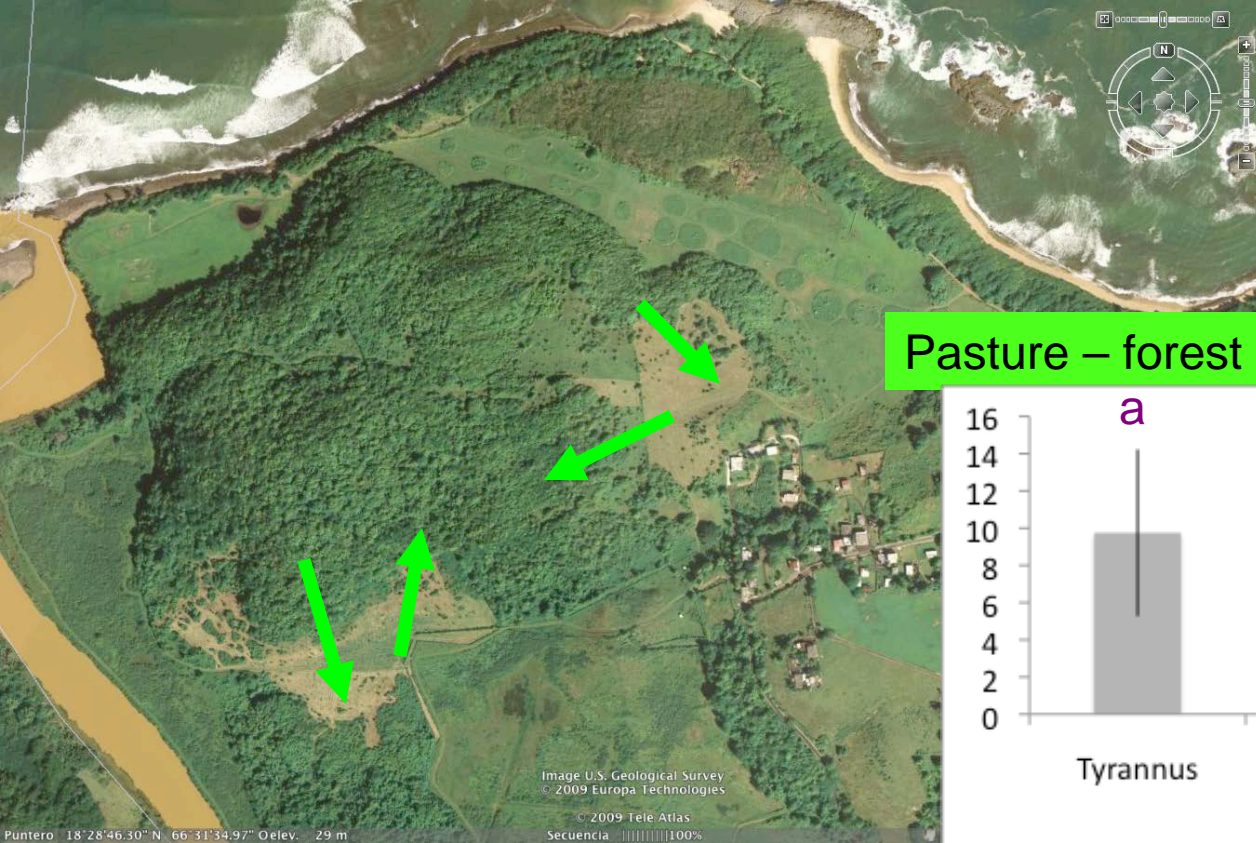 N
Pasture – forest
a
16
14
12
10
8
6
4
2
0
Tyrannus
Image U.S. Geological Survey
© 2009 Europa Technologies
© 2009 Tele Atlas
Puntero 18°28'46.30" N 66°31'34.97" O elev. 29 m
Secuencia ||||||||| 100%